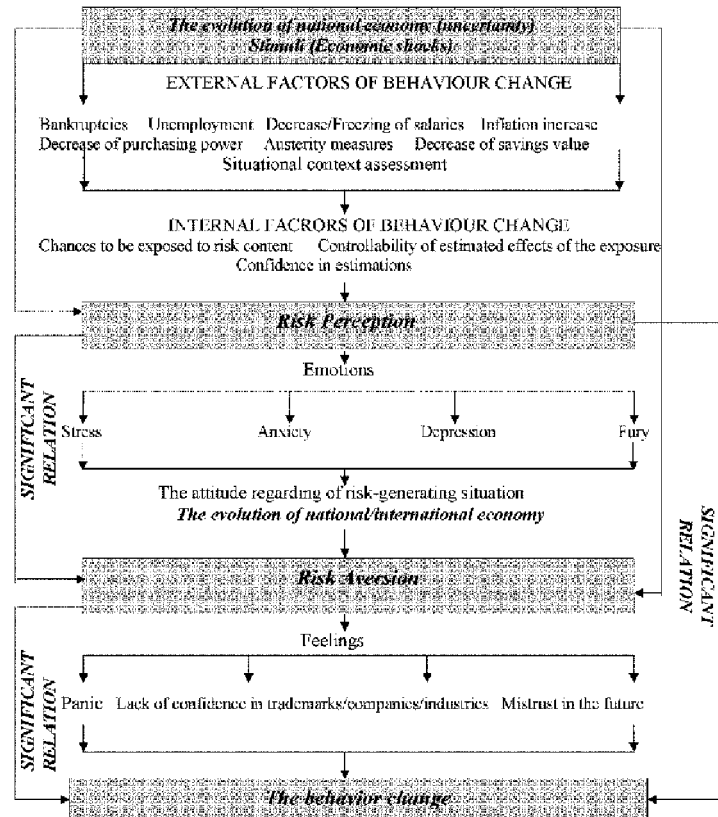 The evolution of national economy (uncertainty)
Stimuli (Economic shocks)
EXTERNAL FACTORS OF BEHAVIOUR CHANGE
Bankruptcies Unemployment Decrease/Freezing of salaries Inflation increase
Decrease of purchasing power Austerity measures Decrease of savings value
Situational context assessment
INTERNAL FACRORS OF BEHAVIOUR CHANGE
Chances to be exposed to risk content Controllability of estimated effects of the exposure
Confidence in estimations
Risk Perception
Emotions
Stress Anxiety Depression Fury
SIGNIFICANT
RELATION
The attitude regarding of risk-generating situation
The evolution of national/international economy
Risk Aversion
SIGNIFICANT
RELATION
Feelings
Panic Lack of confidence in trademarks/companies/industries Mistrust in the future
SIGNIFICANT
RELATION
The behavior change